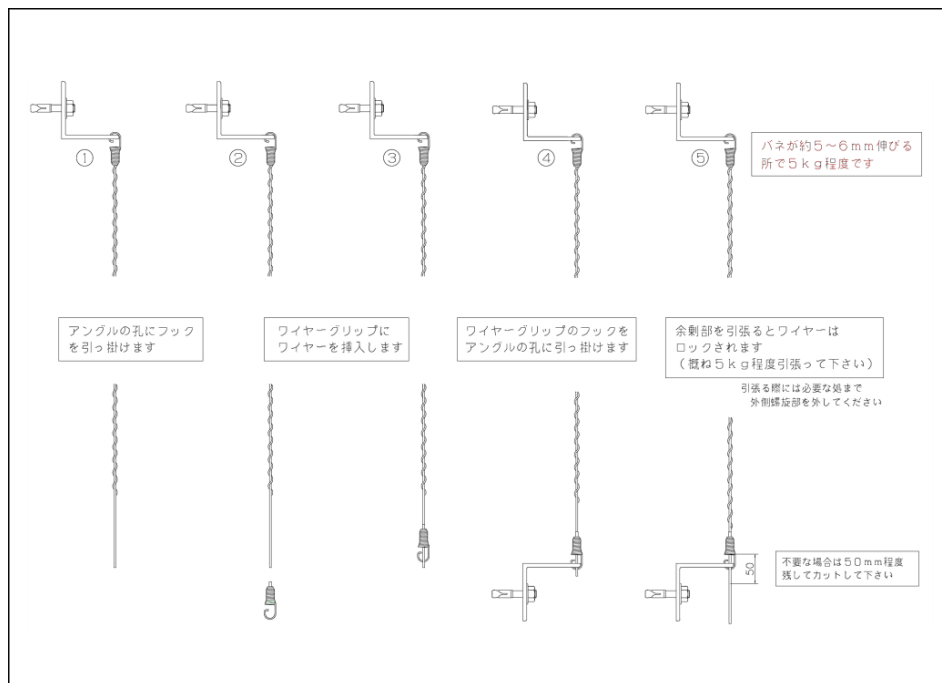 ①
②
③
④
⑤
バネが約5~6mm伸びる
所で5kg程度です
アングルの孔にフック
を引っ掛けます
ワイヤーグリップに
ワイヤーを挿入します
ワイヤーグリップのフックを
アングルの孔に引っ掛けます
余剰部を引張るとワイヤーは
ロックされます
(概ね5kg程度引張って下さい)
引張る際には必要な処まで
外側螺旋部を外してください
50
不要な場合は50mm程度
残してカットして下さい